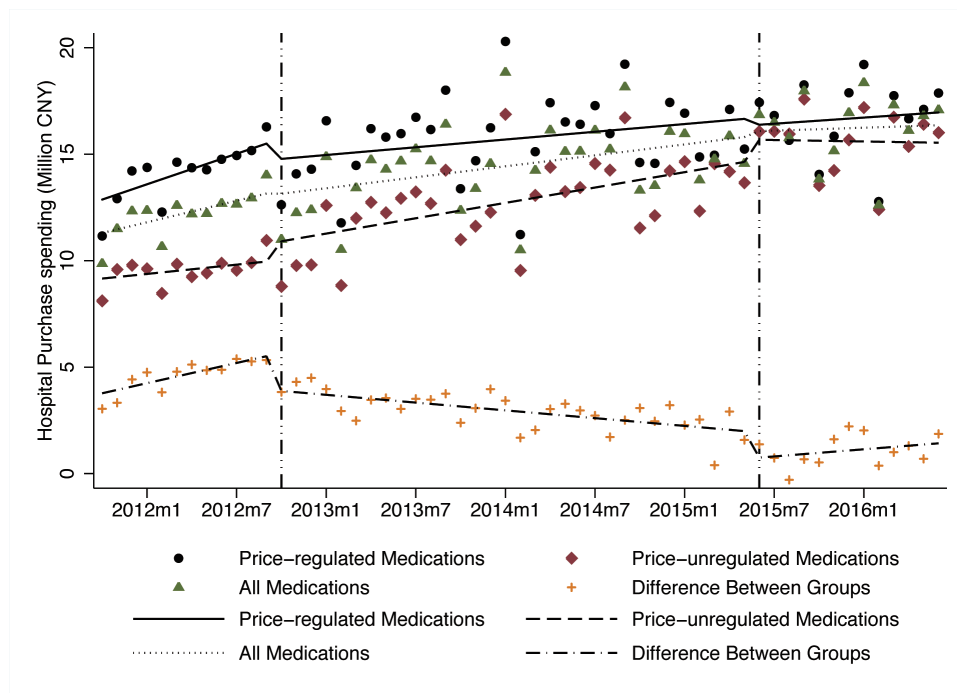 Hospital Purchase spending (Million CNY)
20
15
10
5
0
2012m1 2012m7 2013m1 2013m7 2014m1 2014m7 2015m1 2015m7 2016m1
Price−regulated Medications Price−unregulated Medications
All Medications Difference Between Groups
Price−regulated Medications Price−unregulated Medications
All Medications Difference Between Groups